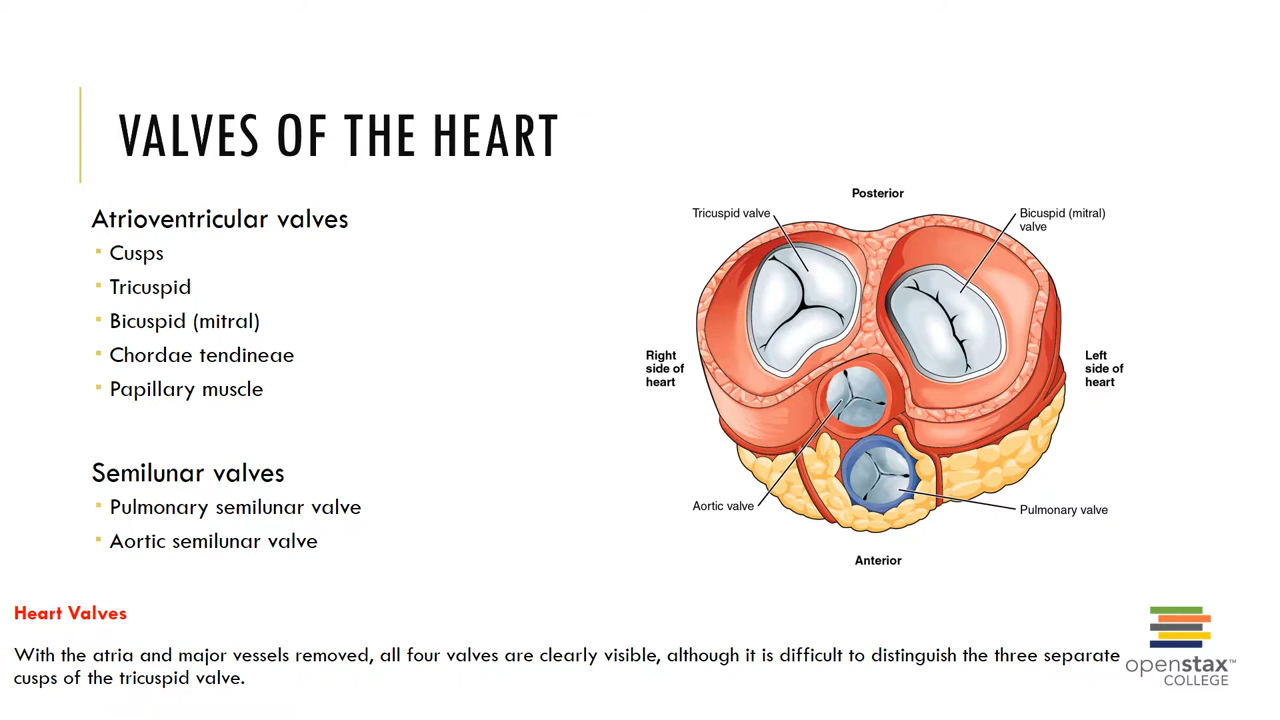 VALVES OF THE HEART
Atrioventricular valves
Cusps
Tricuspid
Bicuspid (mitral)
Chordae tendineae
Papillary muscle
Semilunar valves
Pulmonary semilunar valve
Aortic semilunar valve
Posterior
Tricuspid valve
Bicuspid (mitral)
valve
Right
side of
heart
Left
side of
heart
Aortic valve
Pulmonary valve
Anterior
Heart Valves
With the atria and major vessels removed, all four valves are clearly visible, although it is difficult to distinguish the three separate
cusps of the tricuspid valve.
openstax™
COLLEGE